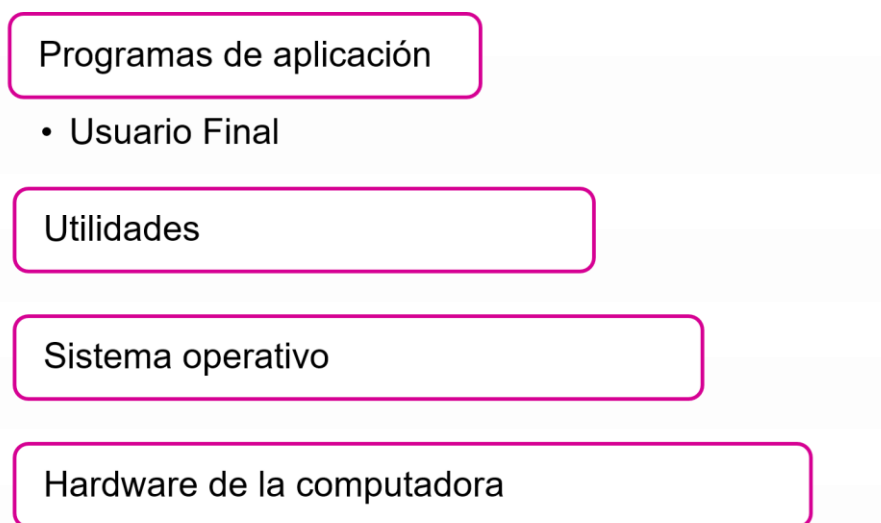 Programas de aplicación
• Usuario Final
Utilidades
Sistema operativo
Hardware de la computadora